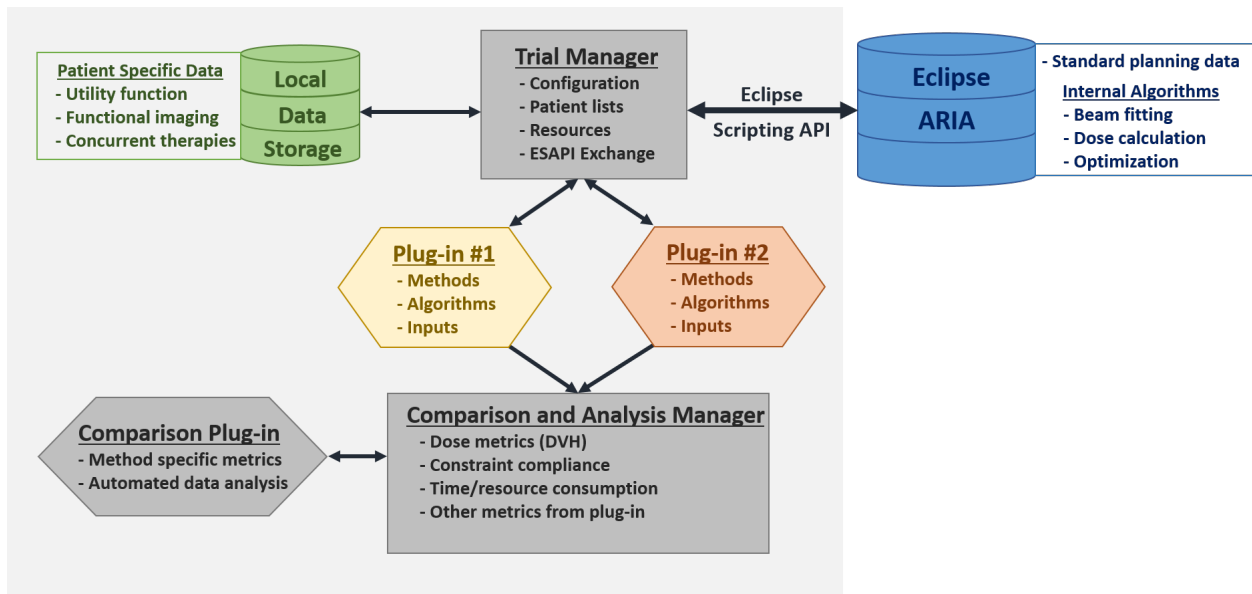 Patient Specific Data
- Utility function
- Functional imaging
- Concurrent therapies
Local
Data
Storage
Trial Manager
- Configuration
- Patient lists
- Resources
- ESAPI Exchange
Eclipse
Scripting API
Eclipse
ARIA
- Standard planning data
Internal Algorithms
- Beam fitting
- Dose calculation
- Optimization
Plug-in #1
- Methods
- Algorithms
- Inputs
Plug-in #2
- Methods
- Algorithms
- Inputs
Comparison Plug-in
- Method specific metrics
- Automated data analysis
Comparison and Analysis Manager
- Dose metrics (DVH)
- Constraint compliance
- Time/resource consumption
- Other metrics from plug-in